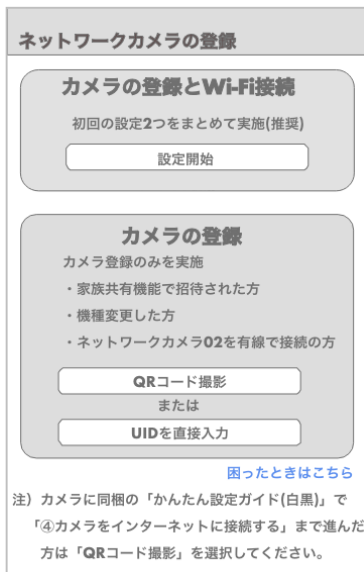 ネットワークカメラの登録
カメラの登録とWi-Fi接続
初回の設定2つをまとめて実施(推奨)
設定開始
カメラの登録
カメラ登録のみを実施
・家族共有機能で招待された方
・機種変更した方
・ネットワークカメラ02を有線で接続の方
QRコード撮影
または
UIDを直接入力
困ったときはこちら
注）カメラに同梱の「かんたん設定ガイド(白黒)」で
「④カメラをインターネットに接続する」まで進んだ
方は「QRコード撮影」を選択してください。